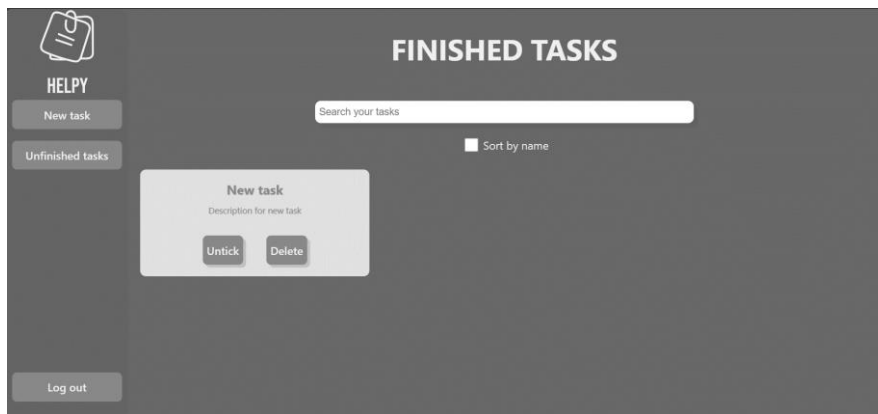 HELPY
New task
Unfinished tasks
Log out
FINISHED TASKS
Search your tasks
Sort by name
New task
Description for new task
Untick
Delete